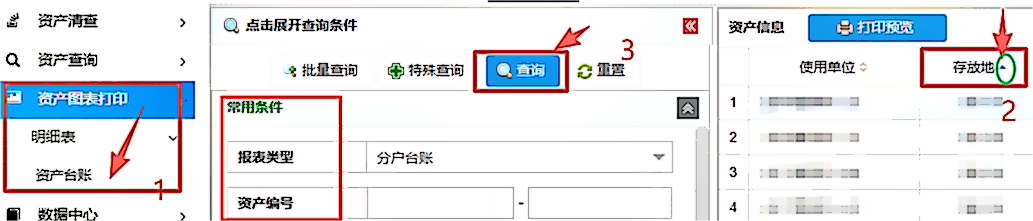 资产清查
资产查询
资产图表打印
明细表
资产台账
1
数据中心
点击展开查询条件
3
批量查询 特殊查询 查询 重置
常用条件
报表类型 分户台账
资产编号 -
资产信息 打印预览
使用单位 存放地
2
1
2
3
4